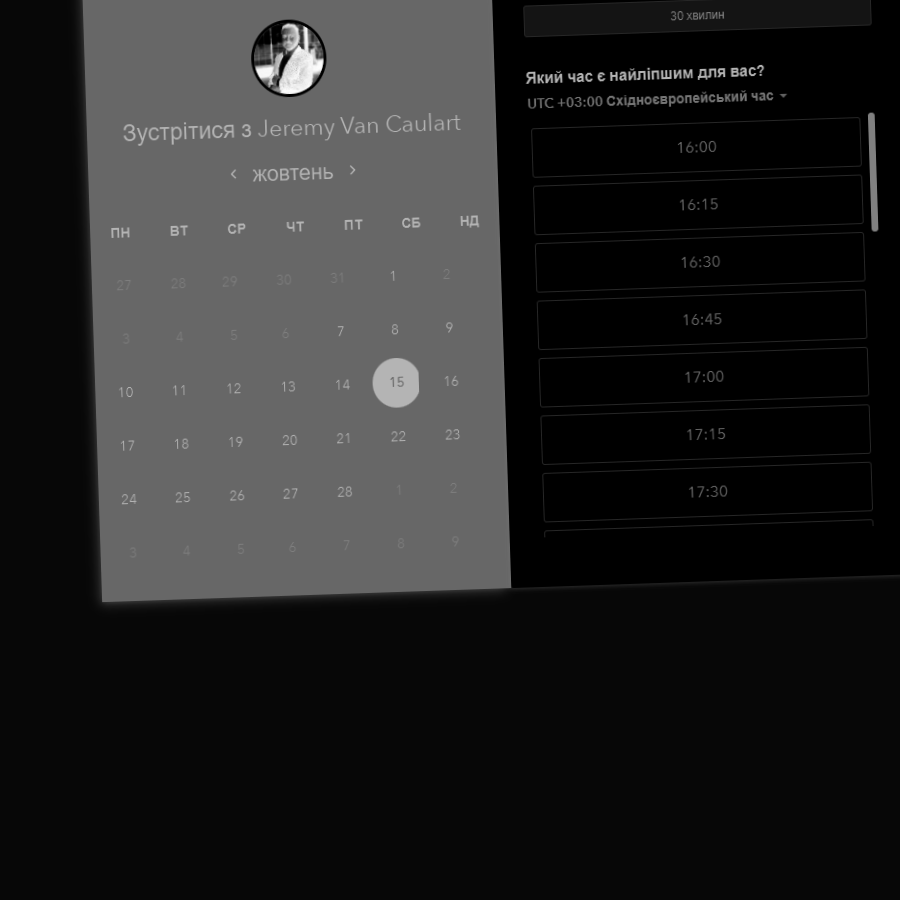 Зустрітися з Jeremy Van Caulart
‹ жовтень ›
ПН ВТ СР ЧТ ПТ СБ НД
27 28 29 30 31 1 2
3 4 5 6 7 8 9
10 11 12 13 14 15 16
17 18 19 20 21 22 23
24 25 26 27 28 1 2
3 4 5 6 7 8 9
30 хвилин
Який час є найліпшим для вас?
UTC +03:00 Східноєвропейський час
16:00
16:15
16:30
16:45
17:00
17:15
17:30